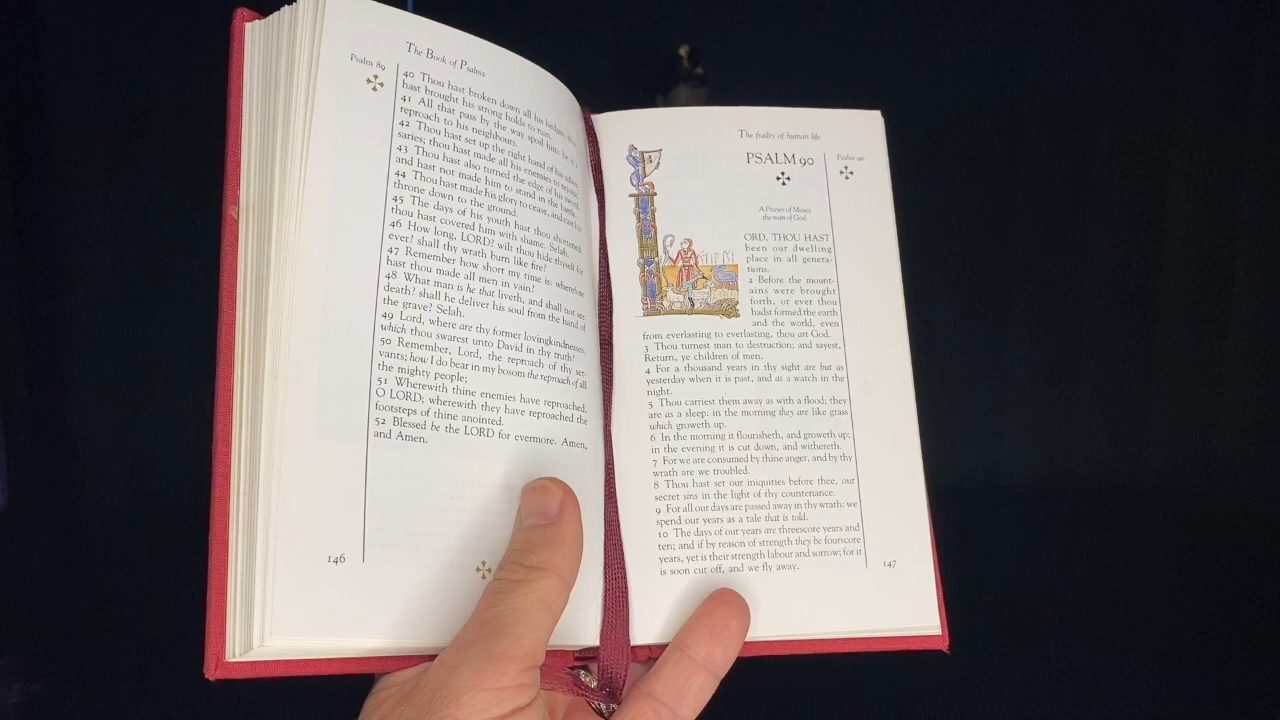 The Book of Psalms
Psalm 89
40 Thou hast broken down all his hedges; thou
hast brought his strong holds to ruin.
41 All that pass by the way spoil him: he is a
reproach to his neighbours.
42 Thou hast set up the right hand of his adver-
saries; thou hast made all his enemies to rejoice.
43 Thou hast also turned the edge of his sword,
and hast not made him to stand in the battle.
44 Thou hast made his glory to cease, and cast his
throne down to the ground.
45 The days of his youth hast thou shortened:
thou hast covered him with shame. Selah.
46 How long, LORD? wilt thou hide thyself for
ever? shall thy wrath burn like fire?
47 Remember how short my time is: wherefore
hast thou made all men in vain?
48 What man is he that liveth, and shall not see
death? shall he deliver his soul from the hand of
the grave? Selah.
49 Lord, where are thy former lovingkindnesses,
which thou swarest unto David in thy truth?
50 Remember, Lord, the reproach of thy ser-
vants; how I do bear in my bosom the reproach of all
the mighty people;
51 Wherewith thine enemies have reproached,
O LORD; wherewith they have reproached the
footsteps of thine anointed.
52 Blessed be the LORD for evermore. Amen,
and Amen.
146
The frailty of human life
PSALM 90
Psalm 90
A Prayer of Moses
the man of God.
ORD, THOU HAST
been our dwelling
place in all genera-
tions.
2 Before the mount-
ains were brought
forth, or ever thou
hadst formed the earth
and the world, even
from everlasting to everlasting, thou art God.
3 Thou turnest man to destruction; and sayest,
Return, ye children of men.
4 For a thousand years in thy sight are but as
yesterday when it is past, and as a watch in the
night.
5 Thou carriest them away as with a flood; they
are as a sleep: in the morning they are like grass
which groweth up.
6 In the morning it flourisheth, and groweth up;
in the evening it is cut down, and withereth.
7 For we are consumed by thine anger, and by thy
wrath are we troubled.
8 Thou hast set our iniquities before thee, our
secret sins in the light of thy countenance.
9 For all our days are passed away in thy wrath: we
spend our years as a tale that is told.
10 The days of our years are threescore years and
ten; and if by reason of strength they be fourscore
years, yet is their strength labour and sorrow; for it
is soon cut off, and we fly away.
147